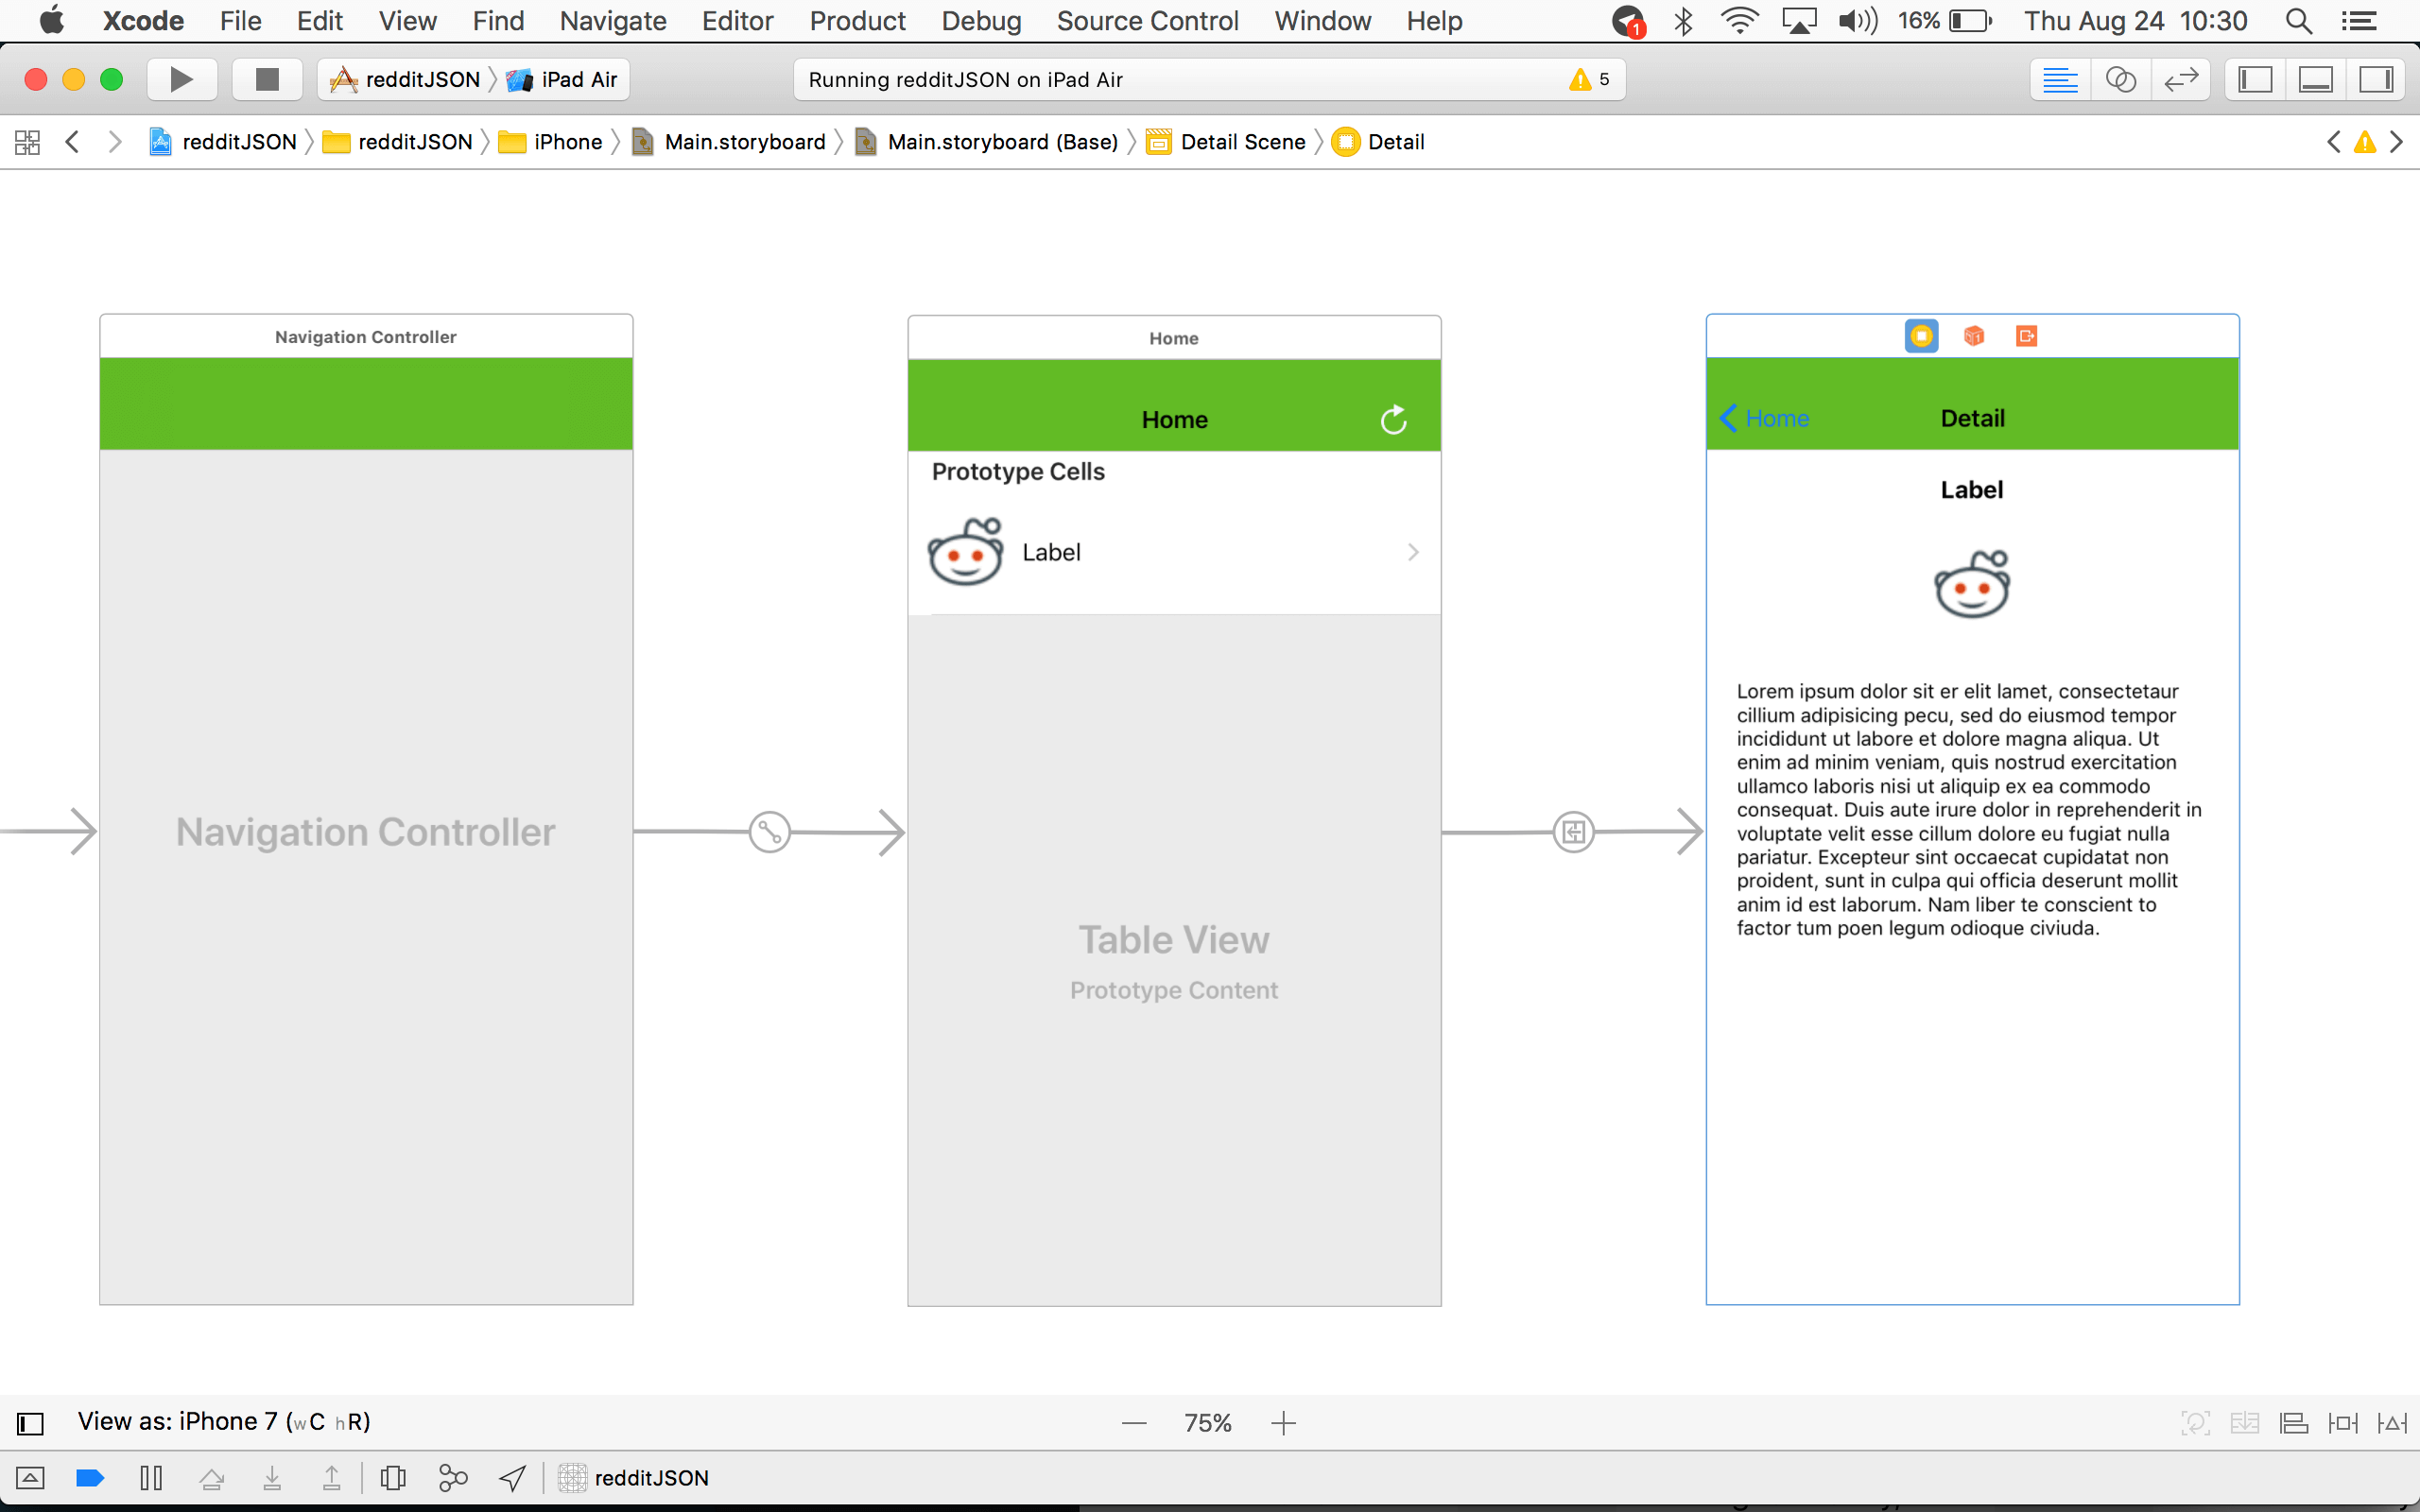 Xcode File Edit View Find Navigate Editor Product Debug Source Control Window Help 1 16% Thu Aug 24 10:30
redditJSON iPad Air Running redditJSON on iPad Air 5
redditJSON redditJSON iPhone Main.storyboard Main.storyboard (Base) Detail Scene Detail
Navigation Controller
Navigation Controller
Home
Home
Prototype Cells
Label
Table View
Prototype Content
Home Detail
Label
Lorem ipsum dolor sit er elit lamet, consectetaur
cillium adipisicing pecu, sed do eiusmod tempor
incididunt ut labore et dolore magna aliqua. Ut
enim ad minim veniam, quis nostrud exercitation
ullamco laboris nisi ut aliquip ex ea commodo
consequat. Duis aute irure dolor in reprehenderit in
voluptate velit esse cillum dolore eu fugiat nulla
pariatur. Excepteur sint occaecat cupidatat non
proident, sunt in culpa qui officia deserunt mollit
anim id est laborum. Nam liber te conscient to
factor tum poen legum odioque civiuda.
View as: iPhone 7 (wC hR) 75%
redditJSON